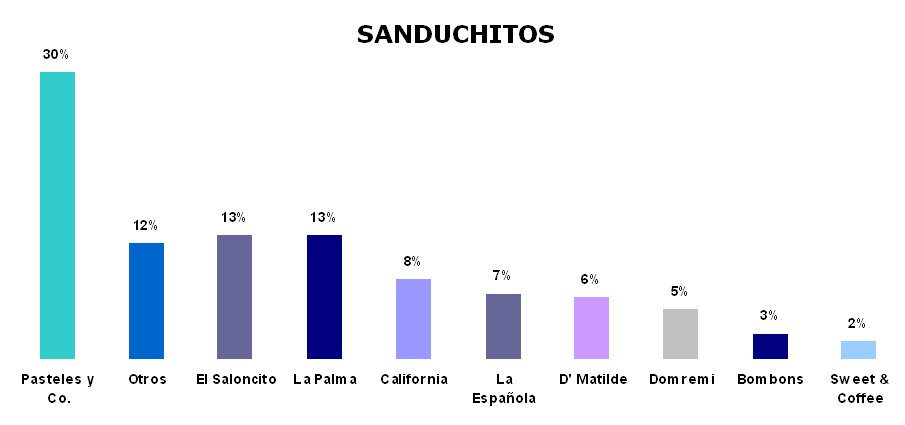 SANDUCHITOS
30%
12%
13%
13%
8%
7%
6%
5%
3%
2%
Pasteles y
Co.
Otros
El Saloncito
La Palma
California
La
Española
D' Matilde
Domremi
Bombons
Sweet &
Coffee